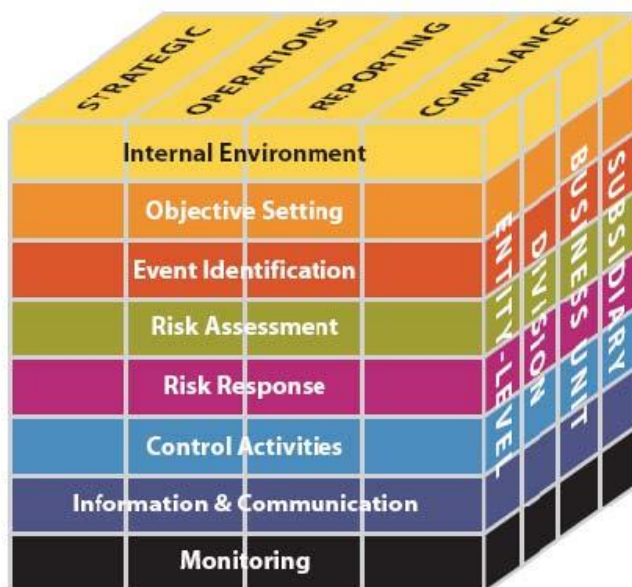 STRATEGIC
OPERATIONS
REPORTING
COMPLIANCE
Internal Environment
Objective Setting
Event Identification
Risk Assessment
Risk Response
Control Activities
Information & Communication
Monitoring
ENTITY-LEVEL
DIVISION
BUSINESS UNIT
SUBSIDIARY